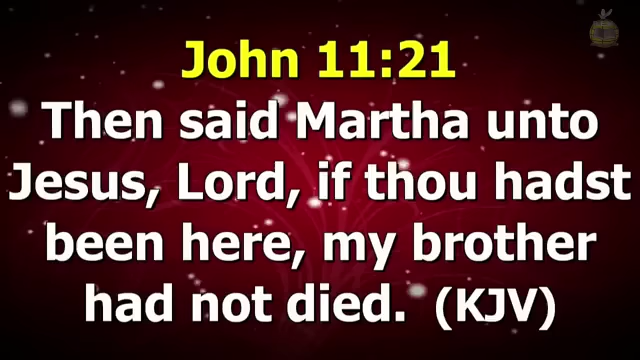 John 11:21
Then said Martha unto
Jesus, Lord, if thou hadst
been here, my brother
had not died. (KJV)